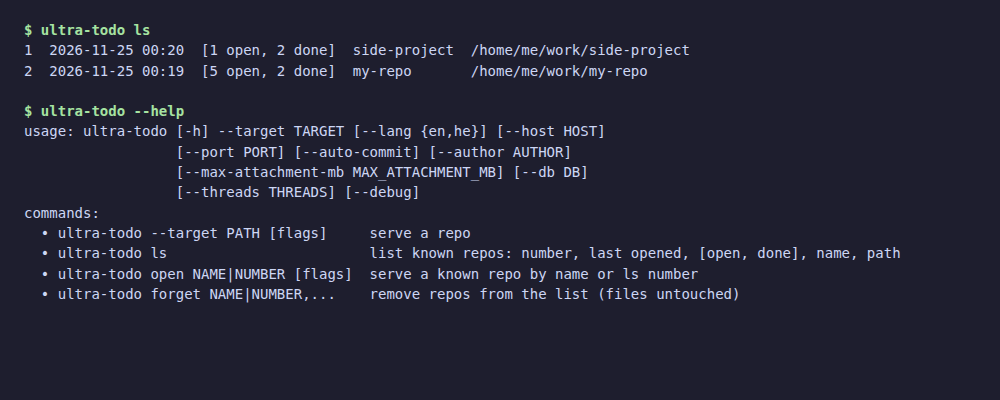 $ ultra-todo ls
1  2026-11-25 00:20  [1 open, 2 done]  side-project  /home/me/work/side-project
2  2026-11-25 00:19  [5 open, 2 done]  my-repo       /home/me/work/my-repo
$ ultra-todo --help
usage: ultra-todo [-h] --target TARGET [--lang {en,he}] [--host HOST]
                  [--port PORT] [--auto-commit] [--author AUTHOR]
                  [--max-attachment-mb MAX_ATTACHMENT_MB] [--db DB]
                  [--threads THREADS] [--debug]
commands:
  • ultra-todo --target PATH [flags]     serve a repo
  • ultra-todo ls                        list known repos: number, last opened, [open, done], name, path
  • ultra-todo open NAME|NUMBER [flags]  serve a known repo by name or ls number
  • ultra-todo forget NAME|NUMBER,...    remove repos from the list (files untouched)